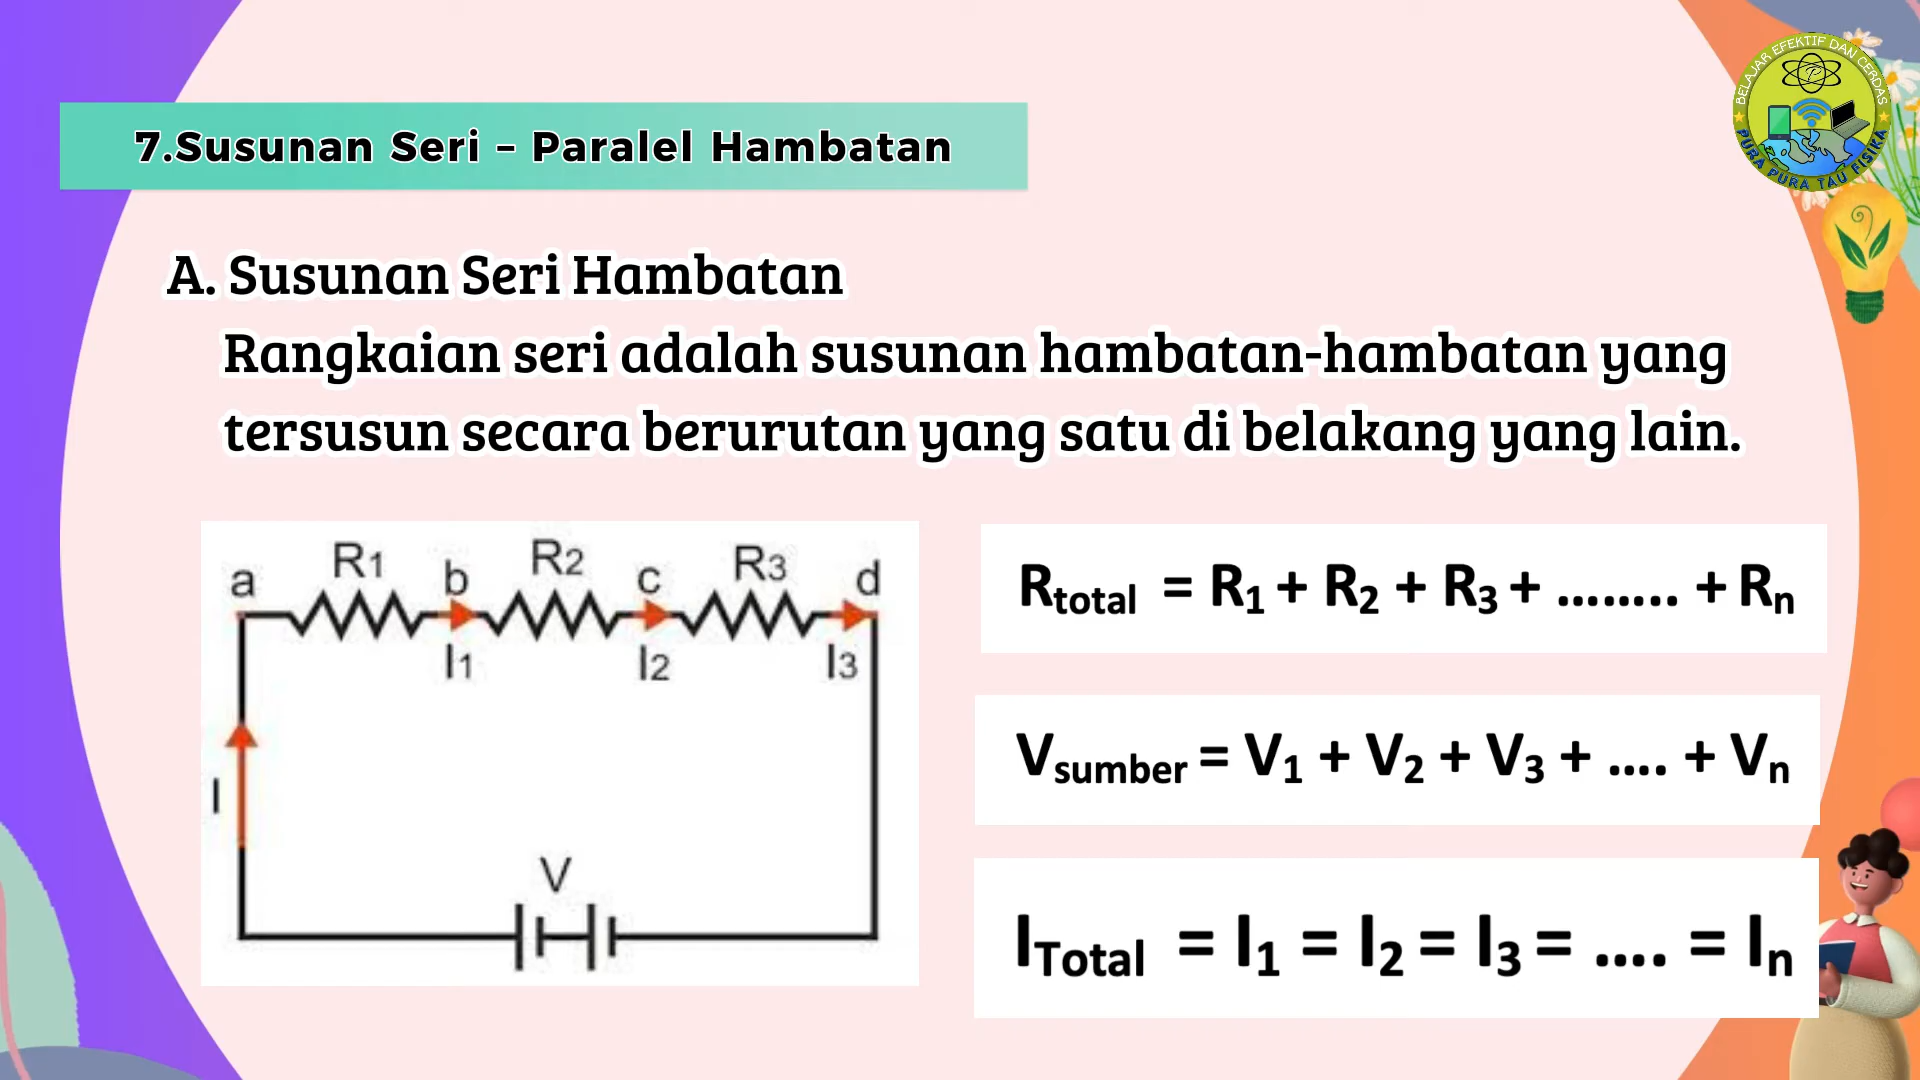 7.Susunan Seri – Paralel Hambatan
BELAJAR EFEKTIF DAN CERDAS
PURA PURA TAU FISIKA
A. Susunan Seri Hambatan
Rangkaian seri adalah susunan hambatan-hambatan yang
tersusun secara berurutan yang satu di belakang yang lain.
a R1 b R2 c R3 d
I1 I2 I3
I
V
Rtotal = R1 + R2 + R3 + ........ + Rn
Vsumber = V1 + V2 + V3 + .... + Vn
ITotal = I1 = I2 = I3 = .... = In